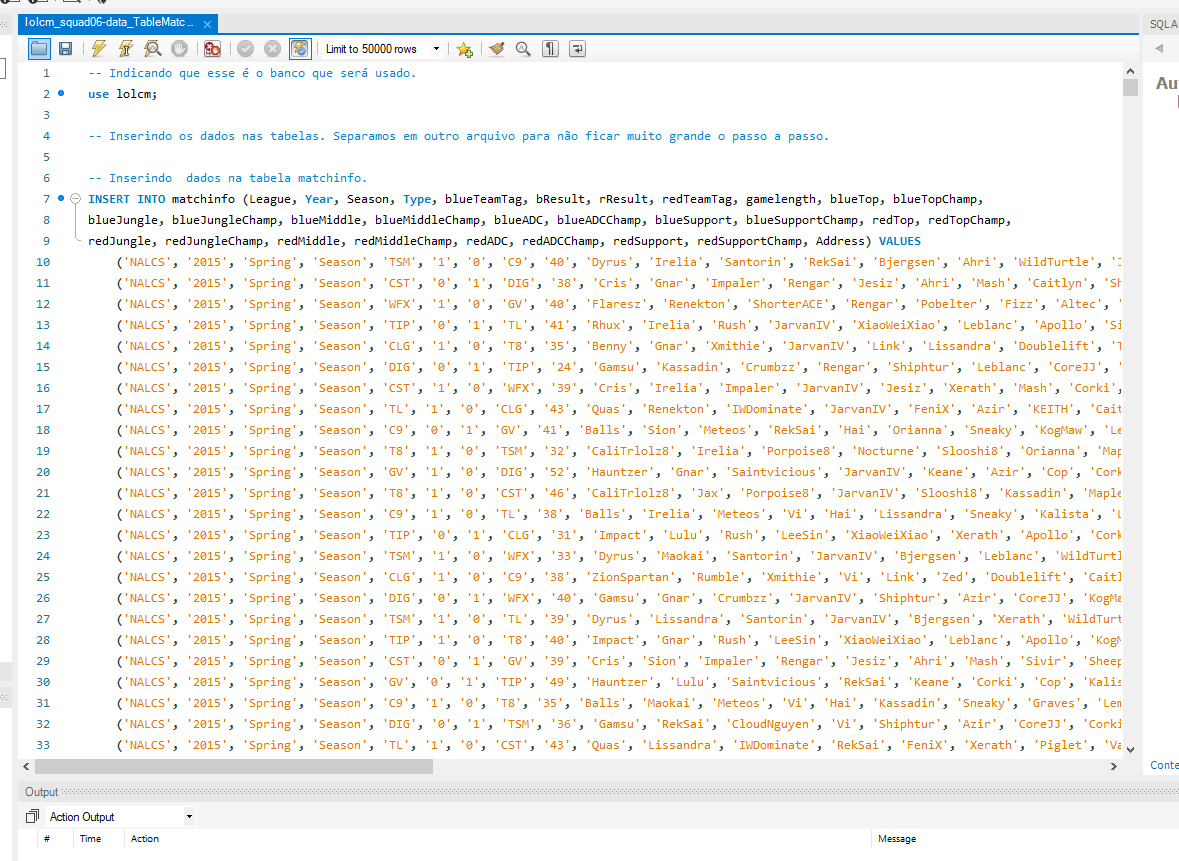 lolcm_squad06-data_TableMatc...
SQLA
Limit to 50000 rows
Au
1 -- Indicando que esse é o banco que será usado.
2 use lolcm;
3
4 -- Inserindo os dados nas tabelas. Separamos em outro arquivo para não ficar muito grande o passo a passo.
5
6 -- Inserindo  dados na tabela matchinfo.
7 INSERT INTO matchinfo (League, Year, Season, Type, blueTeamTag, bResult, rResult, redTeamTag, gamelength, blueTop, blueTopChamp,
8 blueJungle, blueJungleChamp, blueMiddle, blueMiddleChamp, blueADC, blueADCChamp, blueSupport, blueSupportChamp, redTop, redTopChamp,
9 redJungle, redJungleChamp, redMiddle, redMiddleChamp, redADC, redADCChamp, redSupport, redSupportChamp, Address) VALUES
10 ('NALCS', '2015', 'Spring', 'Season', 'TSM', '1', '0', 'C9', '40', 'Dyrus', 'Irelia', 'Santorin', 'RekSai', 'Bjergsen', 'Ahri', 'WildTurtle', '
11 ('NALCS', '2015', 'Spring', 'Season', 'CST', '0', '1', 'DIG', '38', 'Cris', 'Gnar', 'Impaler', 'Rengar', 'Jesiz', 'Ahri', 'Mash', 'Caitlyn', 'Sh
12 ('NALCS', '2015', 'Spring', 'Season', 'WFX', '1', '0', 'GV', '40', 'Flaresz', 'Renekton', 'ShorterACE', 'Rengar', 'Pobelter', 'Fizz', 'Altec', '
13 ('NALCS', '2015', 'Spring', 'Season', 'TIP', '0', '1', 'TL', '41', 'Rhux', 'Irelia', 'Rush', 'JarvanIV', 'XiaoWeiXiao', 'Leblanc', 'Apollo', 'Si
14 ('NALCS', '2015', 'Spring', 'Season', 'CLG', '1', '0', 'T8', '35', 'Benny', 'Gnar', 'Xmithie', 'JarvanIV', 'Link', 'Lissandra', 'Doublelift', 'T
15 ('NALCS', '2015', 'Spring', 'Season', 'DIG', '0', '1', 'TIP', '24', 'Gamsu', 'Kassadin', 'Crumbzz', 'Rengar', 'Shiphtur', 'Leblanc', 'CoreJJ', '
16 ('NALCS', '2015', 'Spring', 'Season', 'CST', '1', '0', 'WFX', '39', 'Cris', 'Irelia', 'Impaler', 'JarvanIV', 'Jesiz', 'Xerath', 'Mash', 'Corki',
17 ('NALCS', '2015', 'Spring', 'Season', 'TL', '1', '0', 'CLG', '43', 'Quas', 'Renekton', 'IWDominate', 'JarvanIV', 'FeniX', 'Azir', 'KEITH', 'Cait
18 ('NALCS', '2015', 'Spring', 'Season', 'C9', '0', '1', 'GV', '41', 'Balls', 'Sion', 'Meteos', 'RekSai', 'Hai', 'Orianna', 'Sneaky', 'KogMaw', 'Le
19 ('NALCS', '2015', 'Spring', 'Season', 'T8', '1', '0', 'TSM', '32', 'CaliTrlolz8', 'Irelia', 'Porpoise8', 'Nocturne', 'Slooshi8', 'Orianna', 'Map
20 ('NALCS', '2015', 'Spring', 'Season', 'GV', '1', '0', 'DIG', '52', 'Hauntzer', 'Gnar', 'Saintvicious', 'JarvanIV', 'Keane', 'Azir', 'Cop', 'Cork
21 ('NALCS', '2015', 'Spring', 'Season', 'T8', '1', '0', 'CST', '46', 'CaliTrlolz8', 'Jax', 'Porpoise8', 'JarvanIV', 'Slooshi8', 'Kassadin', 'Maple
22 ('NALCS', '2015', 'Spring', 'Season', 'C9', '1', '0', 'TL', '38', 'Balls', 'Irelia', 'Meteos', 'Vi', 'Hai', 'Lissandra', 'Sneaky', 'Kalista', 'L
23 ('NALCS', '2015', 'Spring', 'Season', 'TIP', '0', '1', 'CLG', '31', 'Impact', 'Lulu', 'Rush', 'LeeSin', 'XiaoWeiXiao', 'Xerath', 'Apollo', 'Cork
24 ('NALCS', '2015', 'Spring', 'Season', 'TSM', '1', '0', 'WFX', '33', 'Dyrus', 'Maokai', 'Santorin', 'JarvanIV', 'Bjergsen', 'Leblanc', 'WildTurtl
25 ('NALCS', '2015', 'Spring', 'Season', 'CLG', '1', '0', 'C9', '38', 'ZionSpartan', 'Rumble', 'Xmithie', 'Vi', 'Link', 'Zed', 'Doublelift', 'Caitl
26 ('NALCS', '2015', 'Spring', 'Season', 'DIG', '0', '1', 'WFX', '40', 'Gamsu', 'Gnar', 'Crumbzz', 'JarvanIV', 'Shiphtur', 'Azir', 'CoreJJ', 'KogMa
27 ('NALCS', '2015', 'Spring', 'Season', 'TSM', '1', '0', 'TL', '39', 'Dyrus', 'Lissandra', 'Santorin', 'JarvanIV', 'Bjergsen', 'Xerath', 'WildTurt
28 ('NALCS', '2015', 'Spring', 'Season', 'TIP', '1', '0', 'T8', '40', 'Impact', 'Gnar', 'Rush', 'LeeSin', 'XiaoWeiXiao', 'Leblanc', 'Apollo', 'KogM
29 ('NALCS', '2015', 'Spring', 'Season', 'CST', '0', '1', 'GV', '39', 'Cris', 'Sion', 'Impaler', 'Rengar', 'Jesiz', 'Ahri', 'Mash', 'Sivir', 'Sheep
30 ('NALCS', '2015', 'Spring', 'Season', 'GV', '0', '1', 'TIP', '49', 'Hauntzer', 'Lulu', 'Saintvicious', 'RekSai', 'Keane', 'Corki', 'Cop', 'Kalis
31 ('NALCS', '2015', 'Spring', 'Season', 'C9', '1', '0', 'T8', '35', 'Balls', 'Maokai', 'Meteos', 'Vi', 'Hai', 'Kassadin', 'Sneaky', 'Graves', 'Lem
32 ('NALCS', '2015', 'Spring', 'Season', 'DIG', '0', '1', 'TSM', '36', 'Gamsu', 'RekSai', 'CloudNguyen', 'Vi', 'Shiphtur', 'Azir', 'CoreJJ', 'Corki
33 ('NALCS', '2015', 'Spring', 'Season', 'TL', '1', '0', 'CST', '43', 'Quas', 'Lissandra', 'IWDominate', 'RekSai', 'FeniX', 'Xerath', 'Piglet', 'Va
Conte
Output
Action Output
# Time Action Message